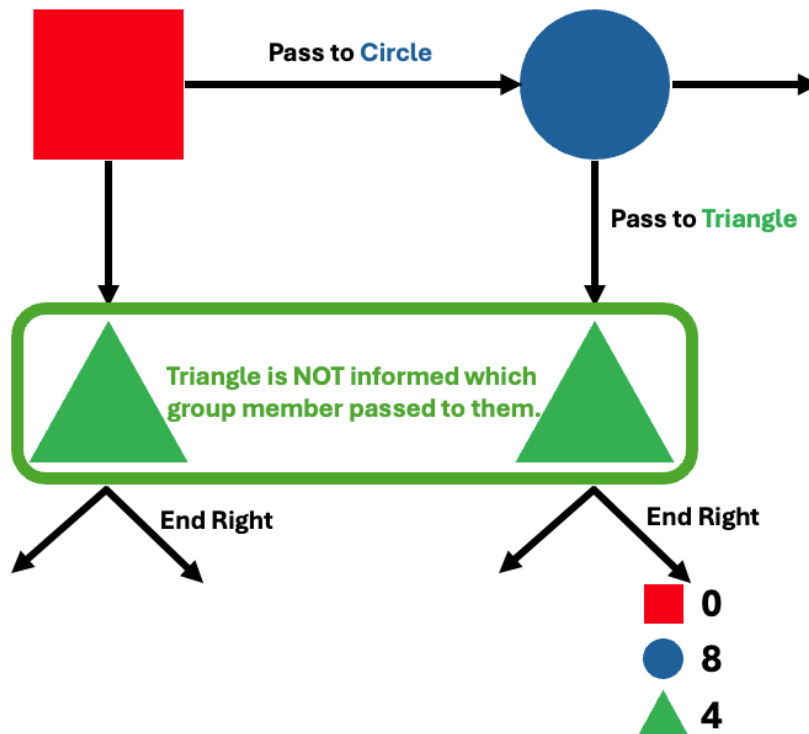 Pass to Circle
Pass to Triangle
Triangle is NOT informed which
group member passed to them.
End Right
End Right
0
8
4